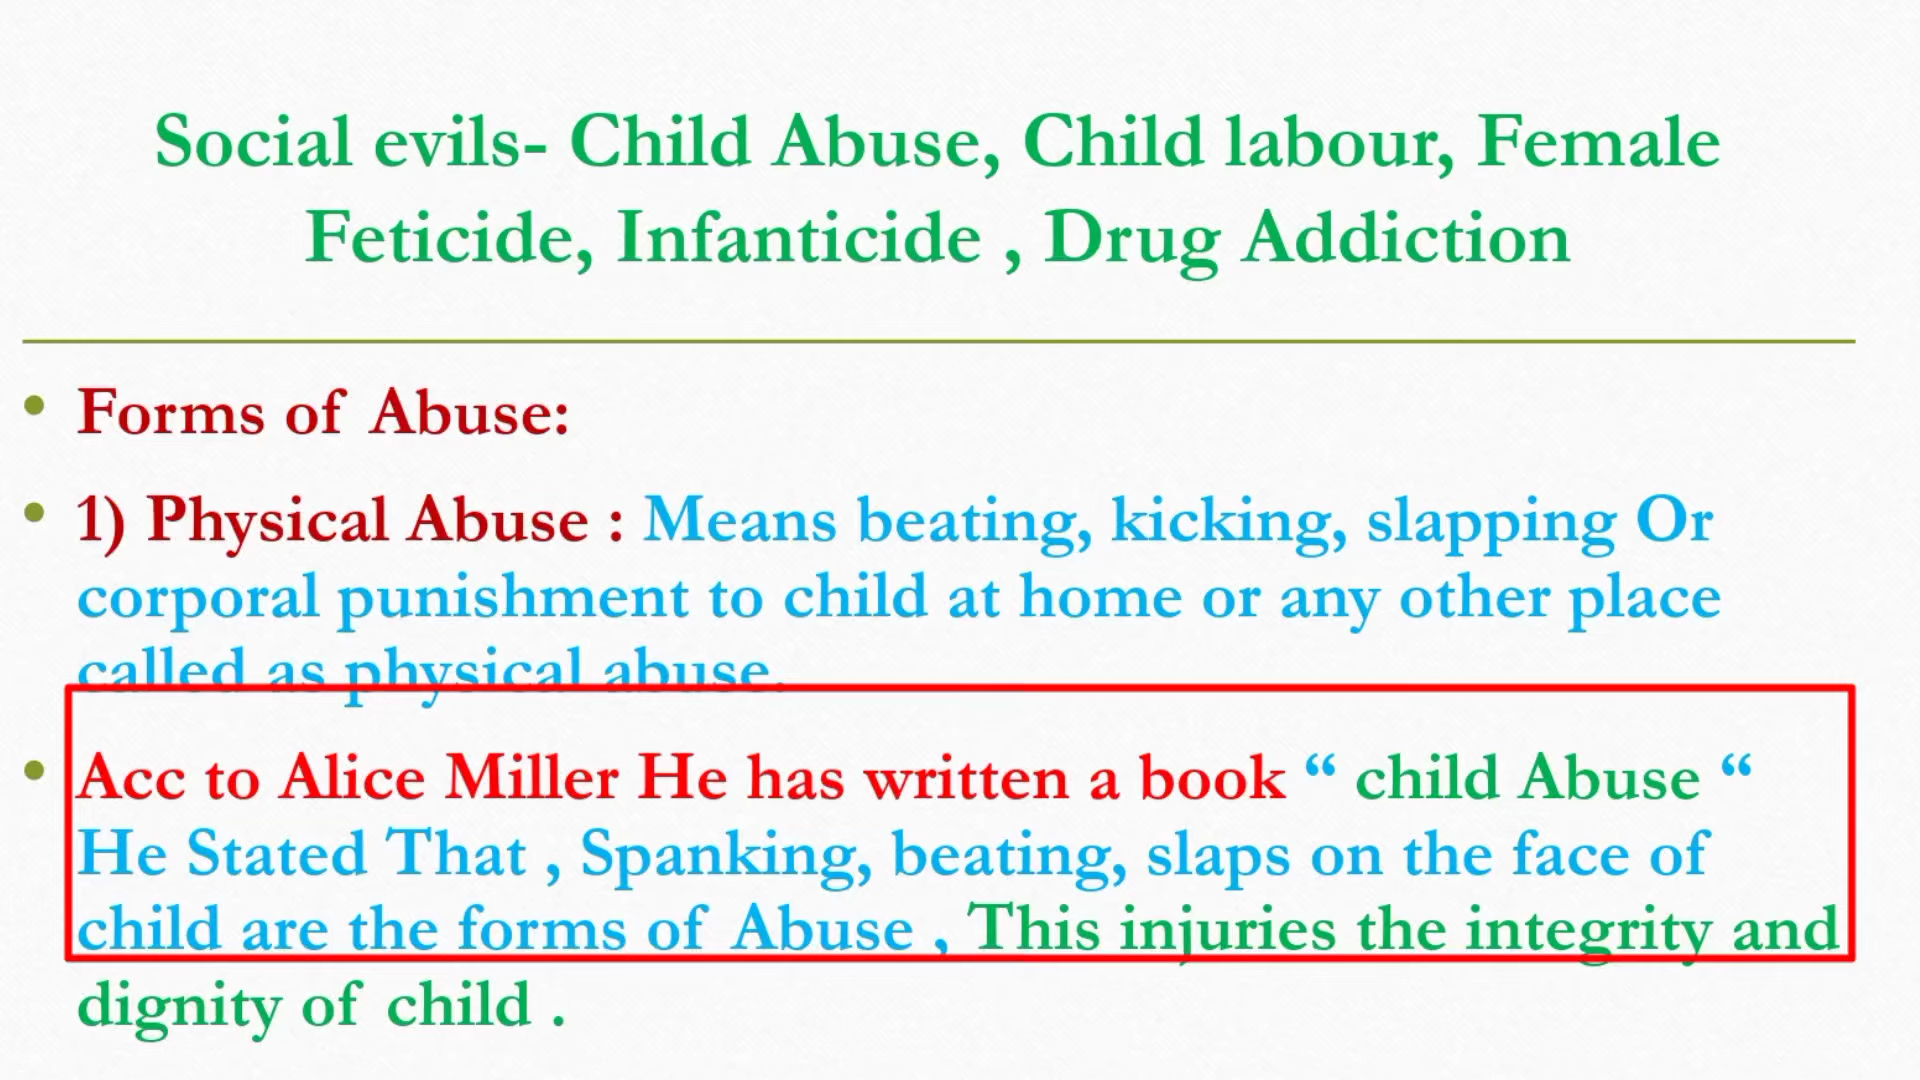 Social evils- Child Abuse, Child labour, Female
Feticide, Infanticide , Drug Addiction
• Forms of Abuse:
• 1) Physical Abuse : Means beating, kicking, slapping Or
corporal punishment to child at home or any other place
called as physical abuse.
• Acc to Alice Miller He has written a book “ child Abuse “
He Stated That , Spanking, beating, slaps on the face of
child are the forms of Abuse , This injuries the integrity and
dignity of child .